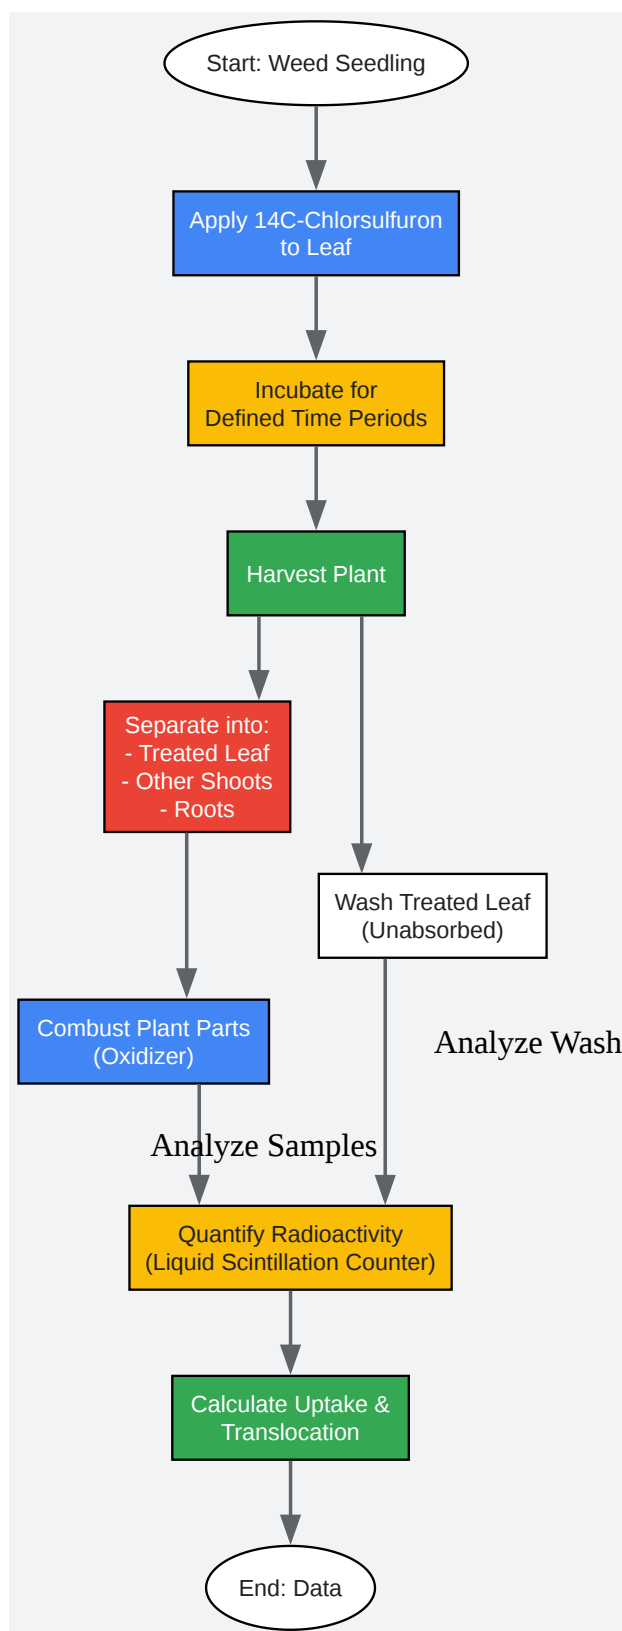 Start: Weed Seedling
Apply 14C-Chlorsulfuron
to Leaf
Incubate for
Defined Time Periods
Harvest Plant
Separate into:
- Treated Leaf
- Other Shoots
- Roots
Wash Treated Leaf
(Unabsorbed)
Combust Plant Parts
(Oxidizer)
Analyze Wash
Analyze Samples
Quantify Radioactivity
(Liquid Scintillation Counter)
Calculate Uptake &
Translocation
End: Data